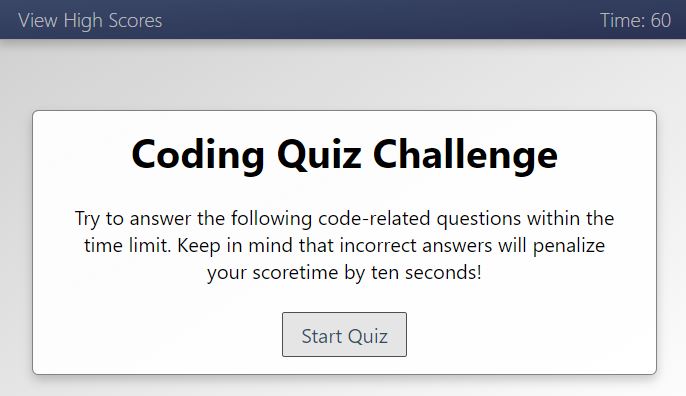 View High Scores
Time: 60
Coding Quiz Challenge
Try to answer the following code-related questions within the
time limit. Keep in mind that incorrect answers will penalize
your scoretime by ten seconds!
Start Quiz